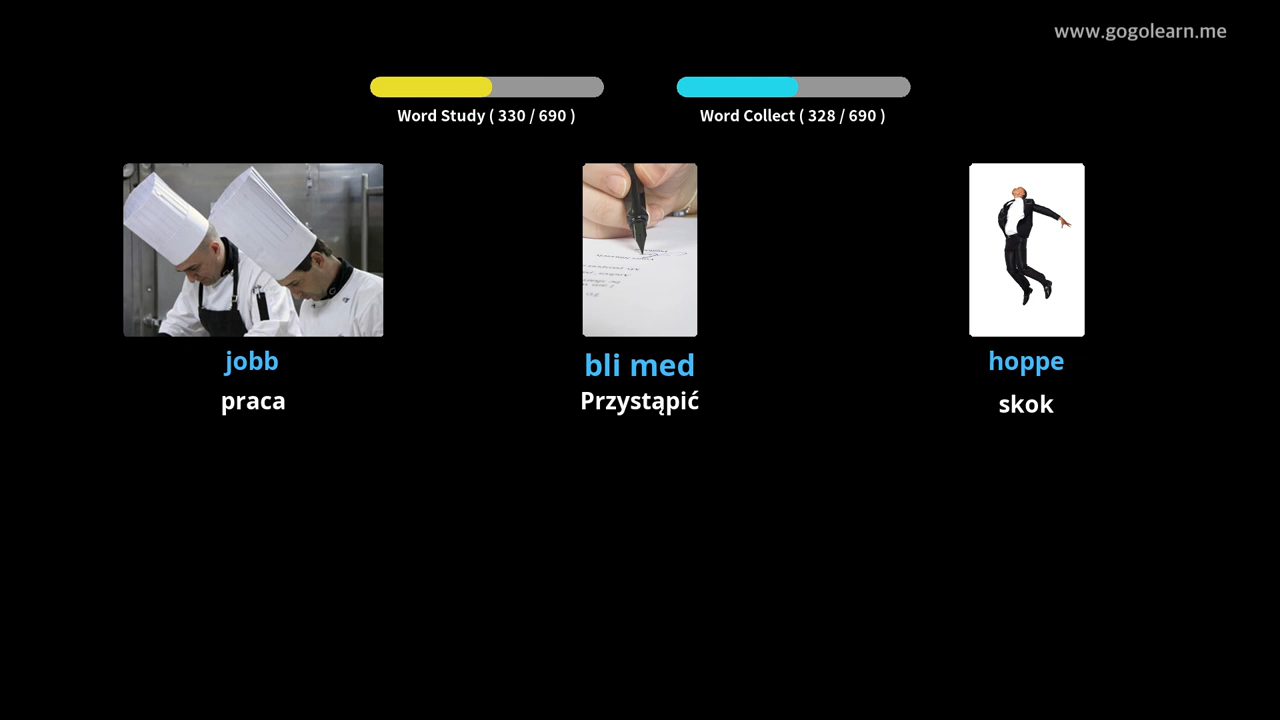 www.gogolearn.me
Word Study ( 330 / 690 )
Word Collect ( 328 / 690 )
jobb
bli med
hoppe
praca
Przystąpić
skok